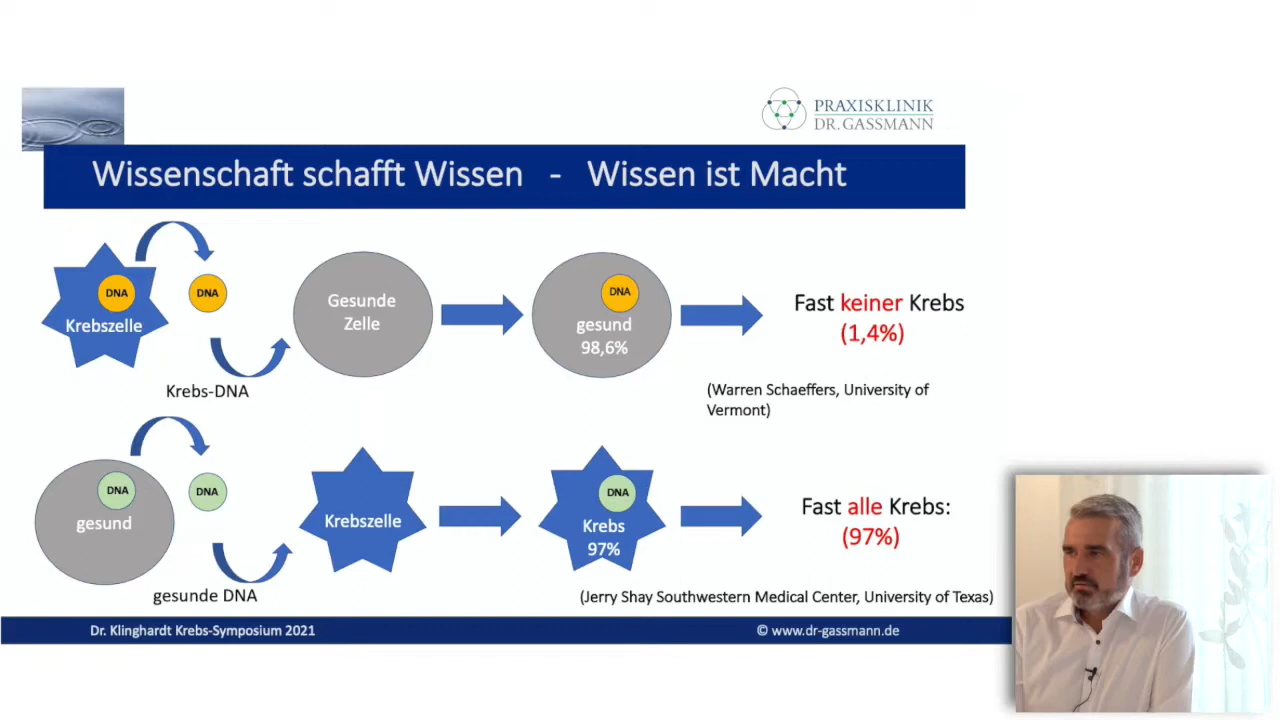 PRAXISKLINIK
DR. GASSMANN
Wissenschaft schafft Wissen - Wissen ist Macht
DNA
Krebszelle
DNA
Krebs-DNA
Gesunde
Zelle
DNA
gesund
98,6%
Fast keiner Krebs
(1,4%)
(Warren Schaeffers, University of
Vermont)
DNA
gesund
DNA
gesunde DNA
Krebszelle
DNA
Krebs
97%
Fast alle Krebs:
(97%)
(Jerry Shay Southwestern Medical Center, University of Texas)
Dr. Klinghardt Krebs-Symposium 2021
© www.dr-gassmann.de